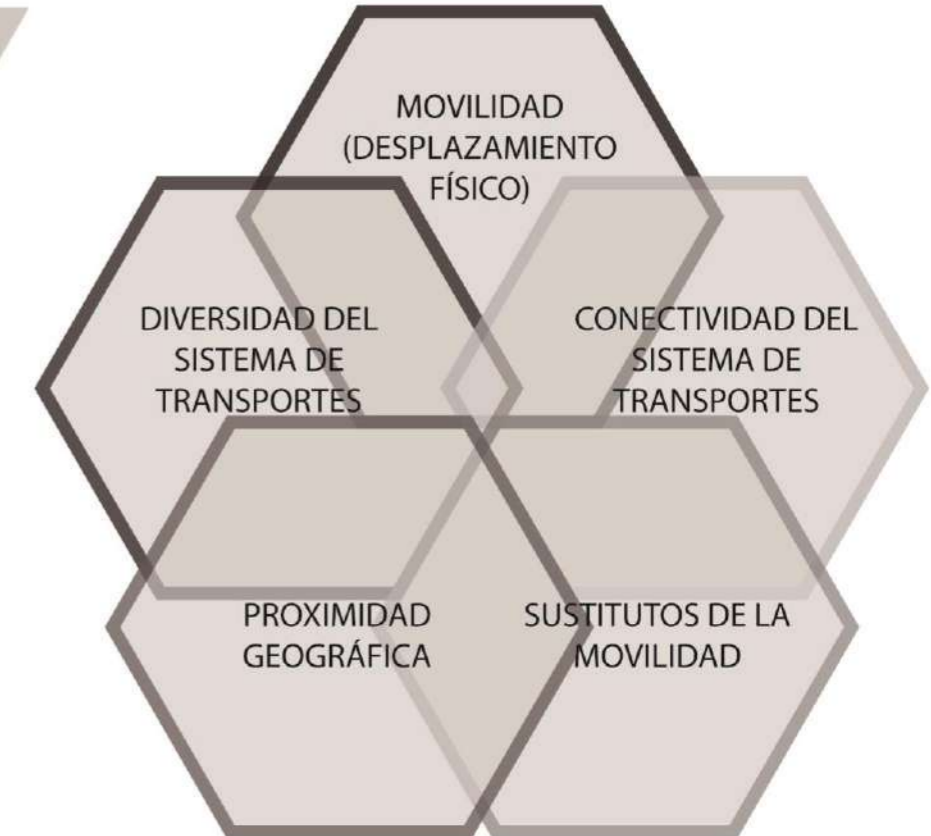 MOVILIDAD
(DESPLAZAMIENTO
FÍSICO)
DIVERSIDAD DEL
SISTEMA DE
TRANSPORTES
CONECTIVIDAD DEL
SISTEMA DE
TRANSPORTES
PROXIMIDAD
GEOGRÁFICA
SUSTITUTOS DE LA
MOVILIDAD